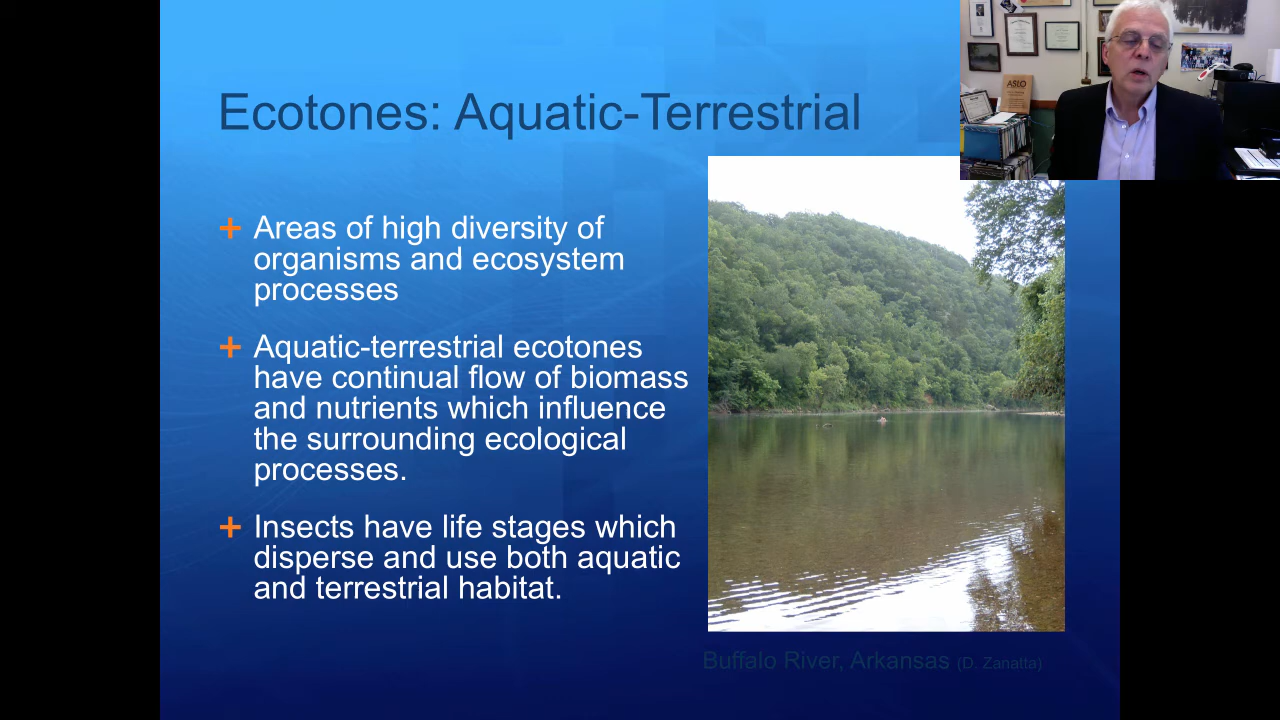 Ecotones: Aquatic-Terrestrial
ASLO
+ Areas of high diversity of
organisms and ecosystem
processes
+ Aquatic-terrestrial ecotones
have continual flow of biomass
and nutrients which influence
the surrounding ecological
processes.
+ Insects have life stages which
disperse and use both aquatic
and terrestrial habitat.
Buffalo River, Arkansas (D. Zanatta)